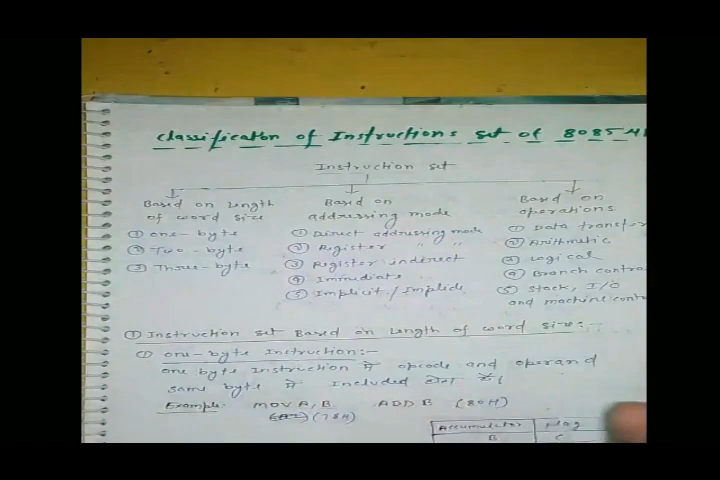 Classification of Instructions set of 8085
Instruction set
Based on Length
of word size
① one-byte
② Two-byte
③ Three-byte
Based on
addressing mode
① Direct addressing mode
② Register " "
③ Register indirect
④ Immediate
⑤ Implicit/Implide
Based on
operations
① Data transfer
② Arithmetic
③ Logical
④ Branch contro
⑤ Stack, I/O
and machine contr
① Instruction set Based on Length of word size:-
① one-byte Instruction:-
one byte instruction में opcode and operand
same byte में included होता है।
Example: MOV A, B ADD B (80H)
(78H)
Accumulator Flag
B C